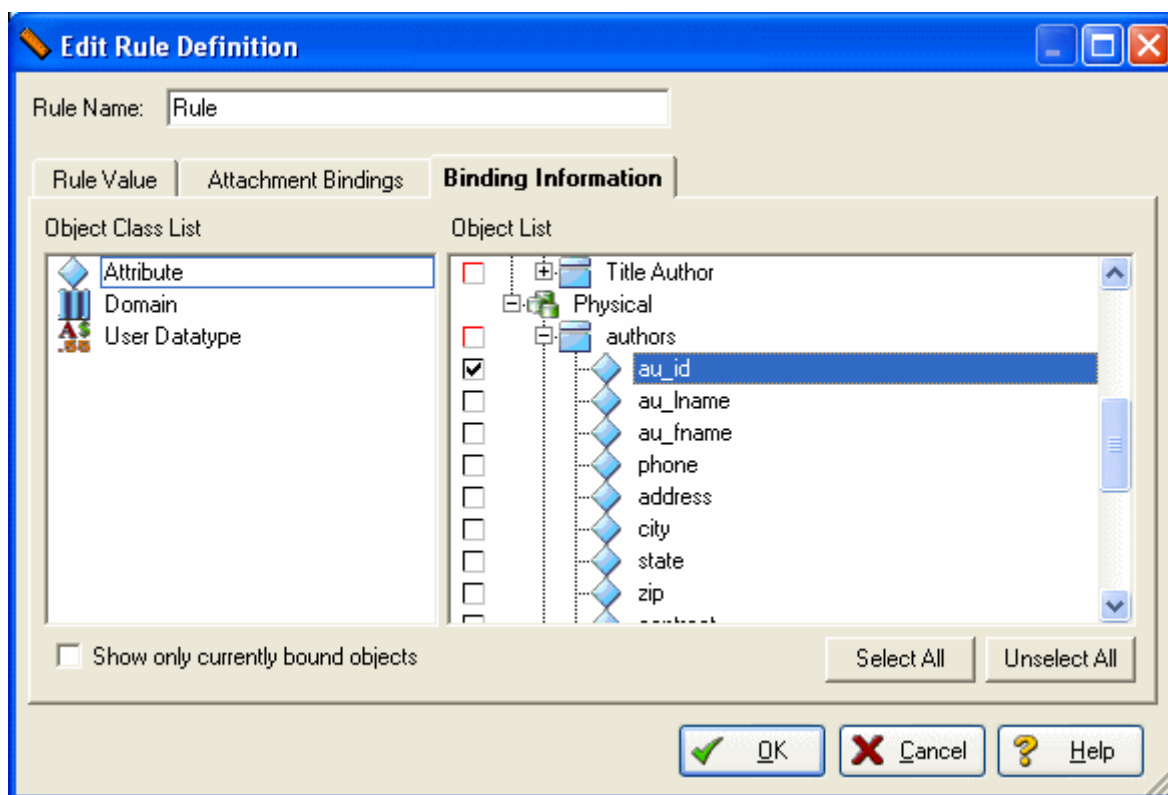 Edit Rule Definition
Rule Name: Rule
Rule Value Attachment Bindings Binding Information
Object Class List
Attribute
Domain
User Datatype
Object List
Title Author
Physical
authors
au_id
au_lname
au_fname
phone
address
city
state
zip
Show only currently bound objects
Select All Unselect All
OK Cancel Help